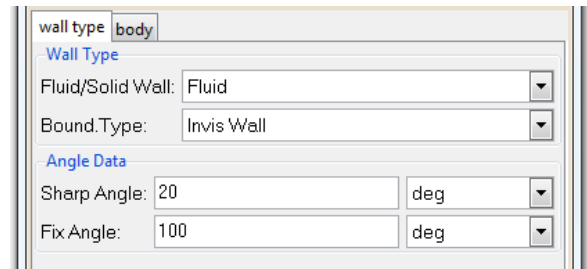 wall type body
Wall Type
Fluid/Solid Wall: Fluid
Bound.Type: Invis Wall
Angle Data
Sharp Angle: 20 deg
Fix Angle: 100 deg